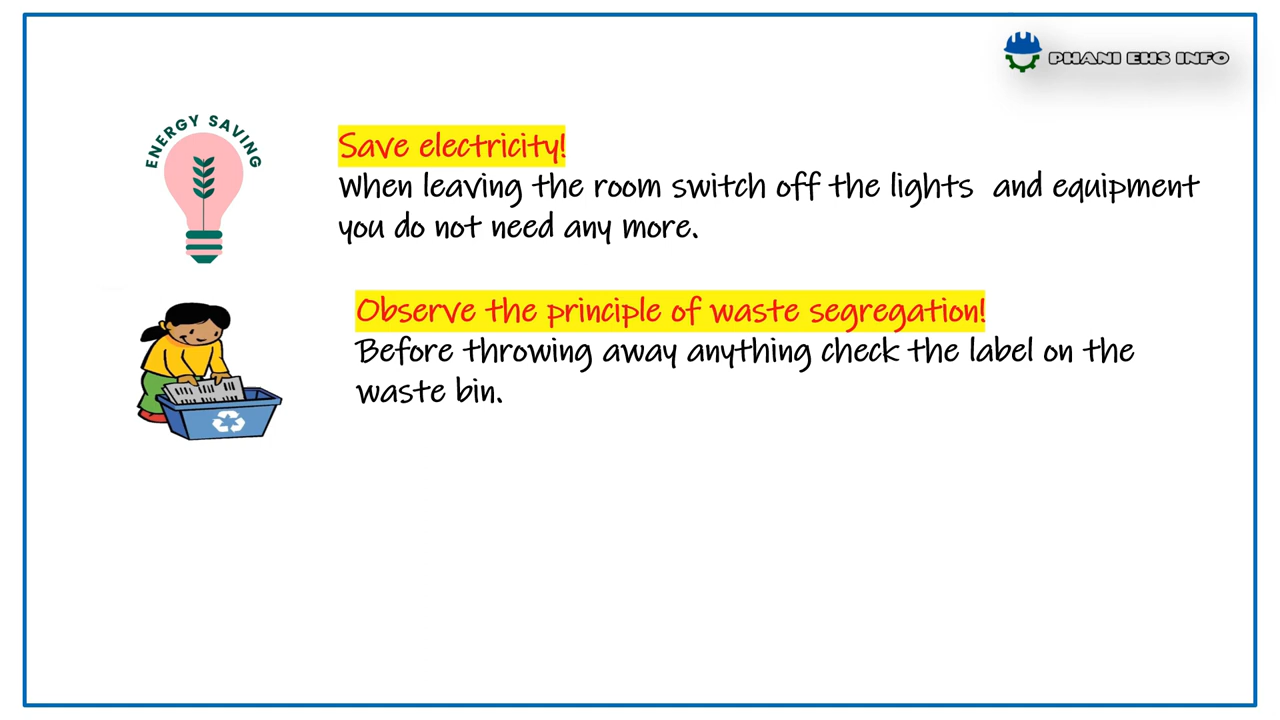 PHANI EHS INFO
ENERGY SAVING
Save electricity!
When leaving the room switch off the lights and equipment
you do not need any more.
Observe the principle of waste segregation!
Before throwing away anything check the label on the
waste bin.